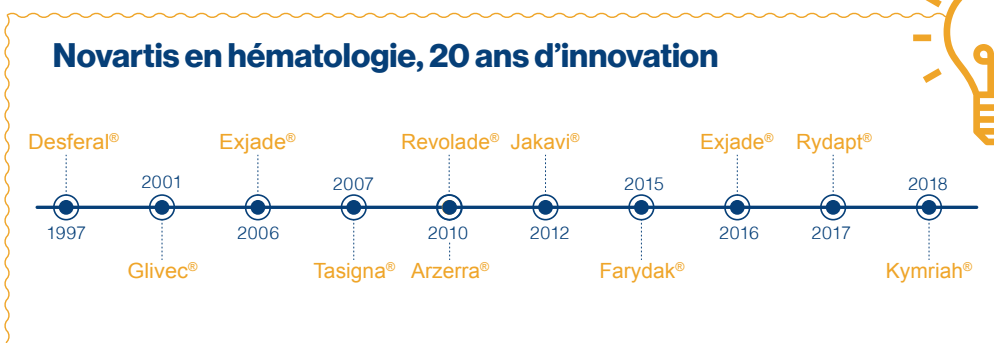 Novartis en hématologie, 20 ans d’innovation
Desferal® Exjade® Revolade® Jakavi® Exjade® Rydapt®
2001 2007 2015 2018
1997 2006 2010 2012 2016 2017
Glivec® Tasigna® Arzerra® Farydak® Kymriah®